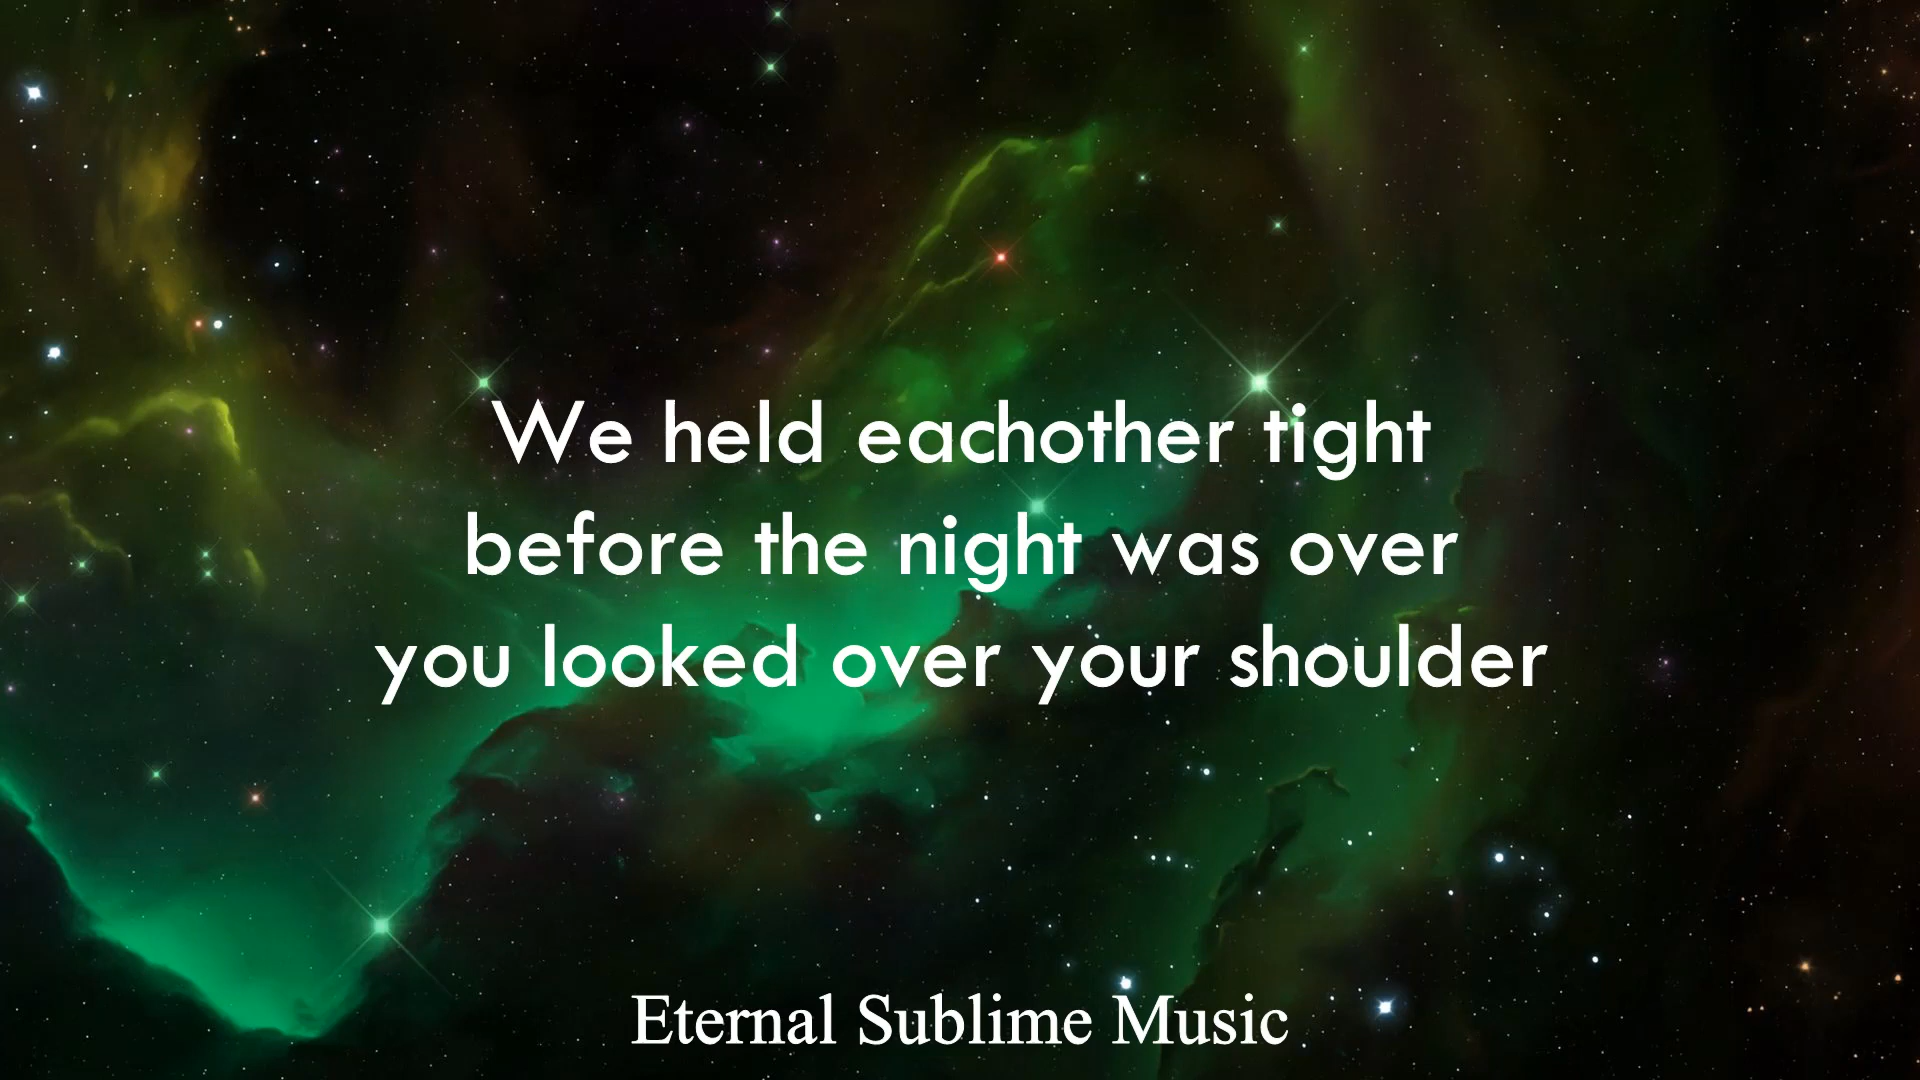 We held eachother tight
before the night was over
you looked over your shoulder
Eternal Sublime Music